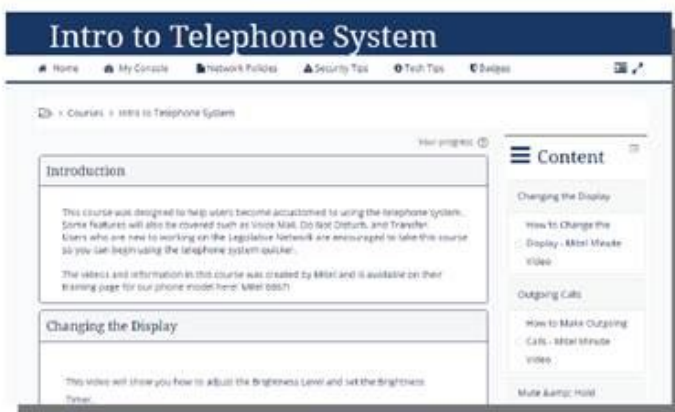 Intro to Telephone System
Home My Console Network Policies Security Tips Tech Tips Badges
> Courses > Intro to Telephone System
Your progress
Introduction
This course was designed to help users become accustomed to using the telephone system.
Some features will also be covered such as Voice Mail, Do Not Disturb, and Transfer.
Users who are new to working on the Legislative Network are encouraged to take this course
so you can begin using the telephone system quicker.
The videos and information in this course was created by Mitel and is available on their
training page for our phone model here: Mitel
Changing the Display
This video will show you how to adjust the Brightness Level and set the Brightness
Timer.
Content
Changing the Display
How to Change the
Display - Mitel Minute
Video
Outgoing Calls
How to Make Outgoing
Calls - Mitel Minute
Video
Mute &amp; Hold